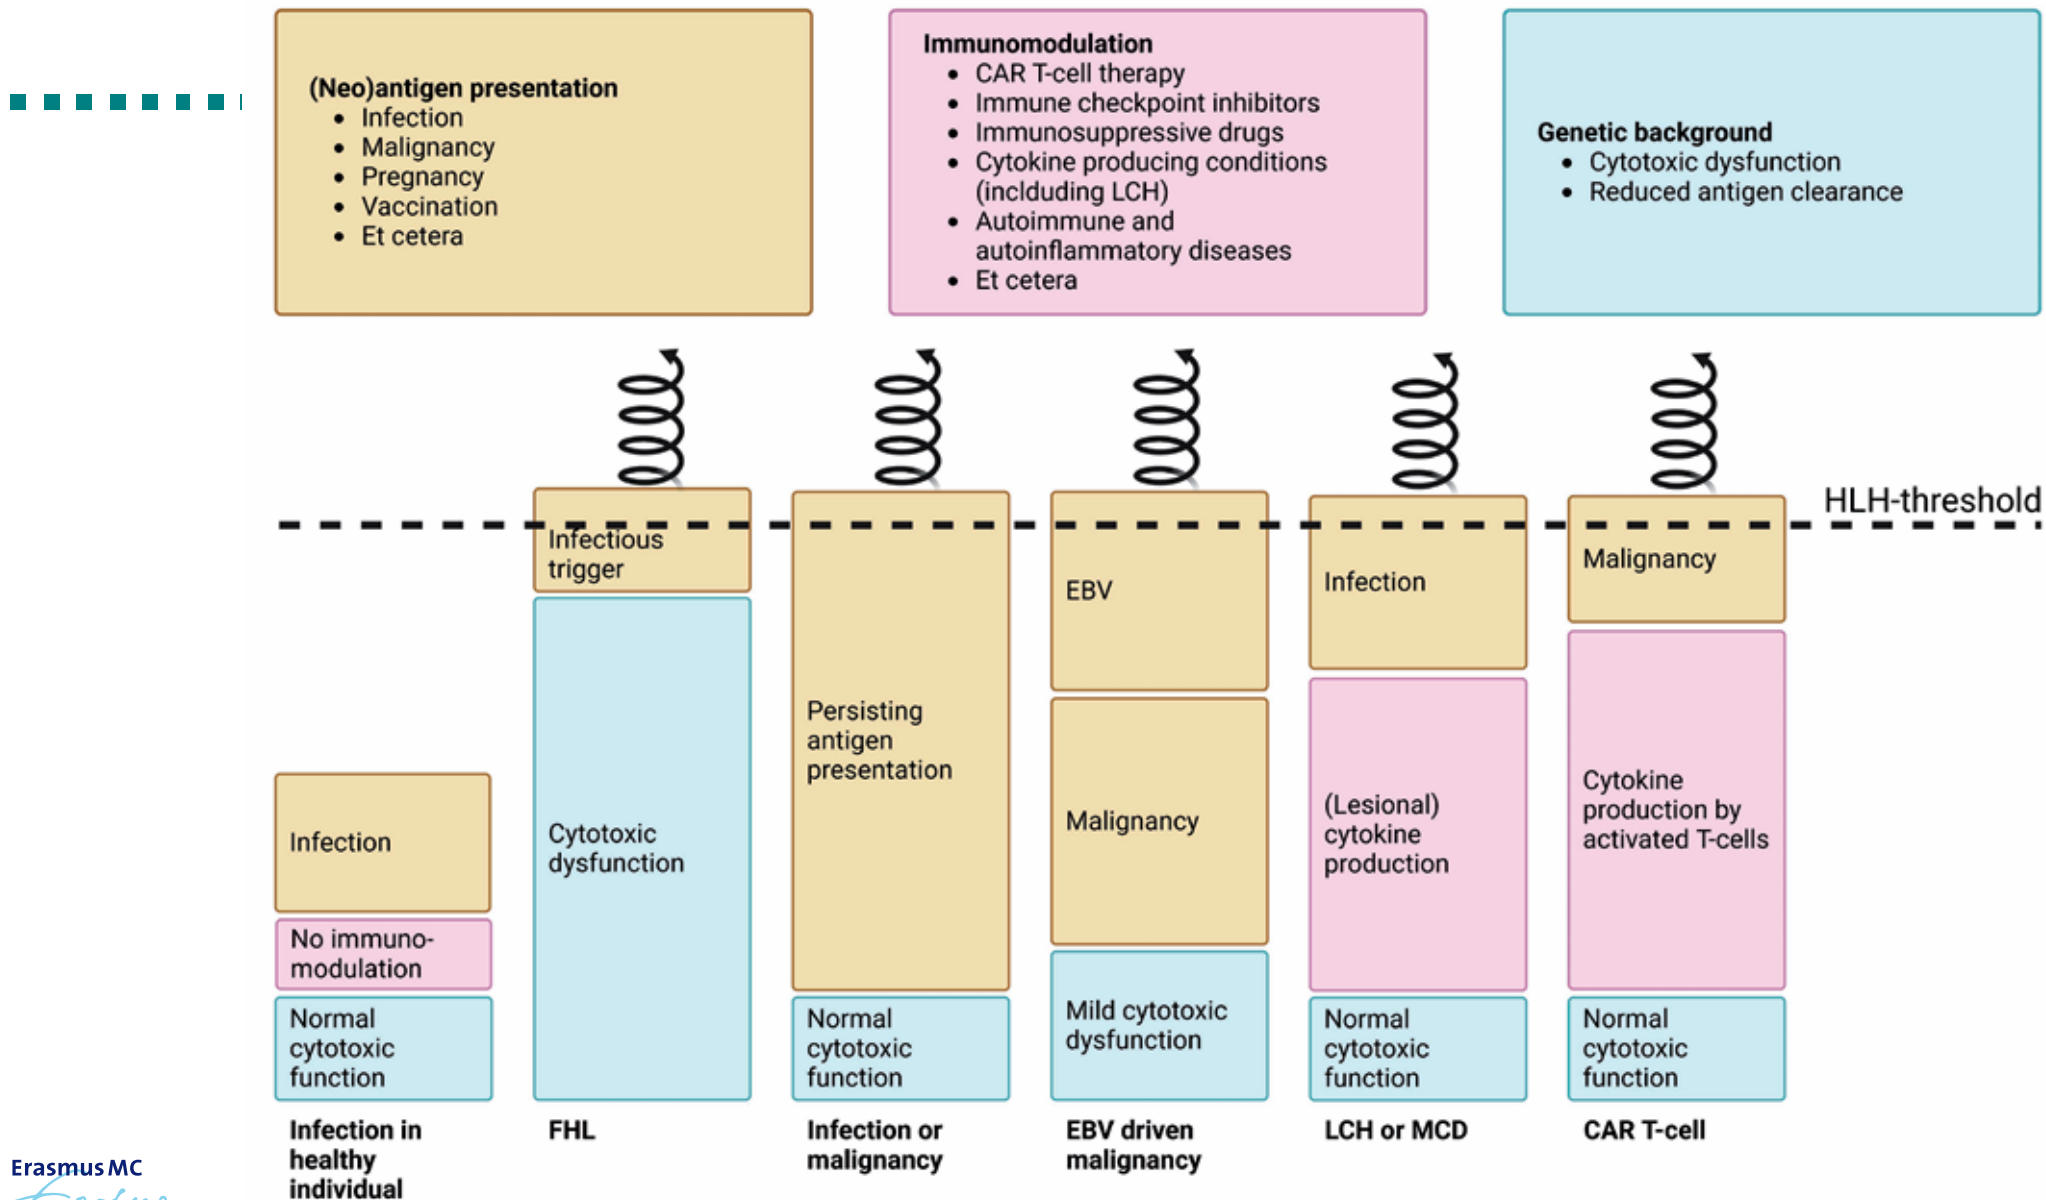 (Neo)antigen presentation
• Infection
• Malignancy
• Pregnancy
• Vaccination
• Et cetera
Immunomodulation
• CAR T-cell therapy
• Immune checkpoint inhibitors
• Immunosuppressive drugs
• Cytokine producing conditions
(inclduding LCH)
• Autoimmune and
autoinflammatory diseases
• Et cetera
Genetic background
• Cytotoxic dysfunction
• Reduced antigen clearance
HLH-threshold
Infection
No immuno-
modulation
Normal
cytotoxic
function
Infection in
healthy
individual
Infectious
trigger
Cytotoxic
dysfunction
FHL
Persisting
antigen
presentation
Normal
cytotoxic
function
Infection or
malignancy
EBV
Malignancy
Mild cytotoxic
dysfunction
EBV driven
malignancy
Infection
(Lesional)
cytokine
production
Normal
cytotoxic
function
LCH or MCD
Malignancy
Cytokine
production by
activated T-cells
Normal
cytotoxic
function
CAR T-cell
Erasmus MC